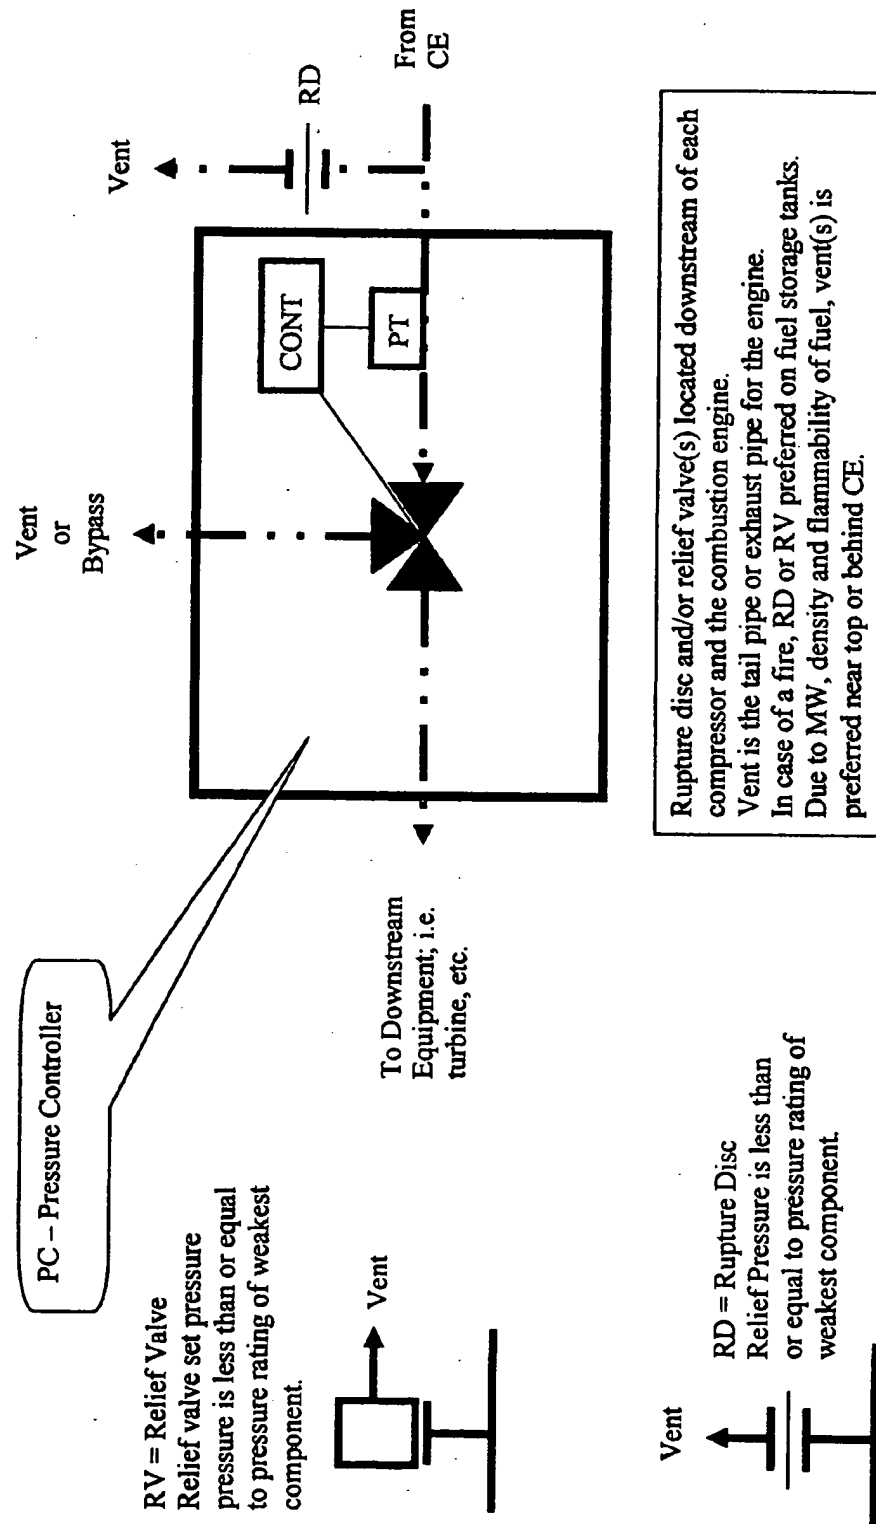 PC – Pressure Controller
Vent
or
Bypass
Vent
RD
CONT
PT
From
CE
To Downstream
Equipment; i.e.
turbine, etc.
RV = Relief Valve
Relief valve set pressure
pressure is less than or equal
to pressure rating of weakest
component.
Vent
Vent
RD = Rupture Disc
Relief Pressure is less than
or equal to pressure rating of
weakest component.
Rupture disc and/or relief valve(s) located downstream of each
compressor and the combustion engine.
Vent is the tail pipe or exhaust pipe for the engine.
In case of a fire, RD or RV preferred on fuel storage tanks.
Due to MW, density and flammability of fuel, vent(s) is
preferred near top or behind CE.